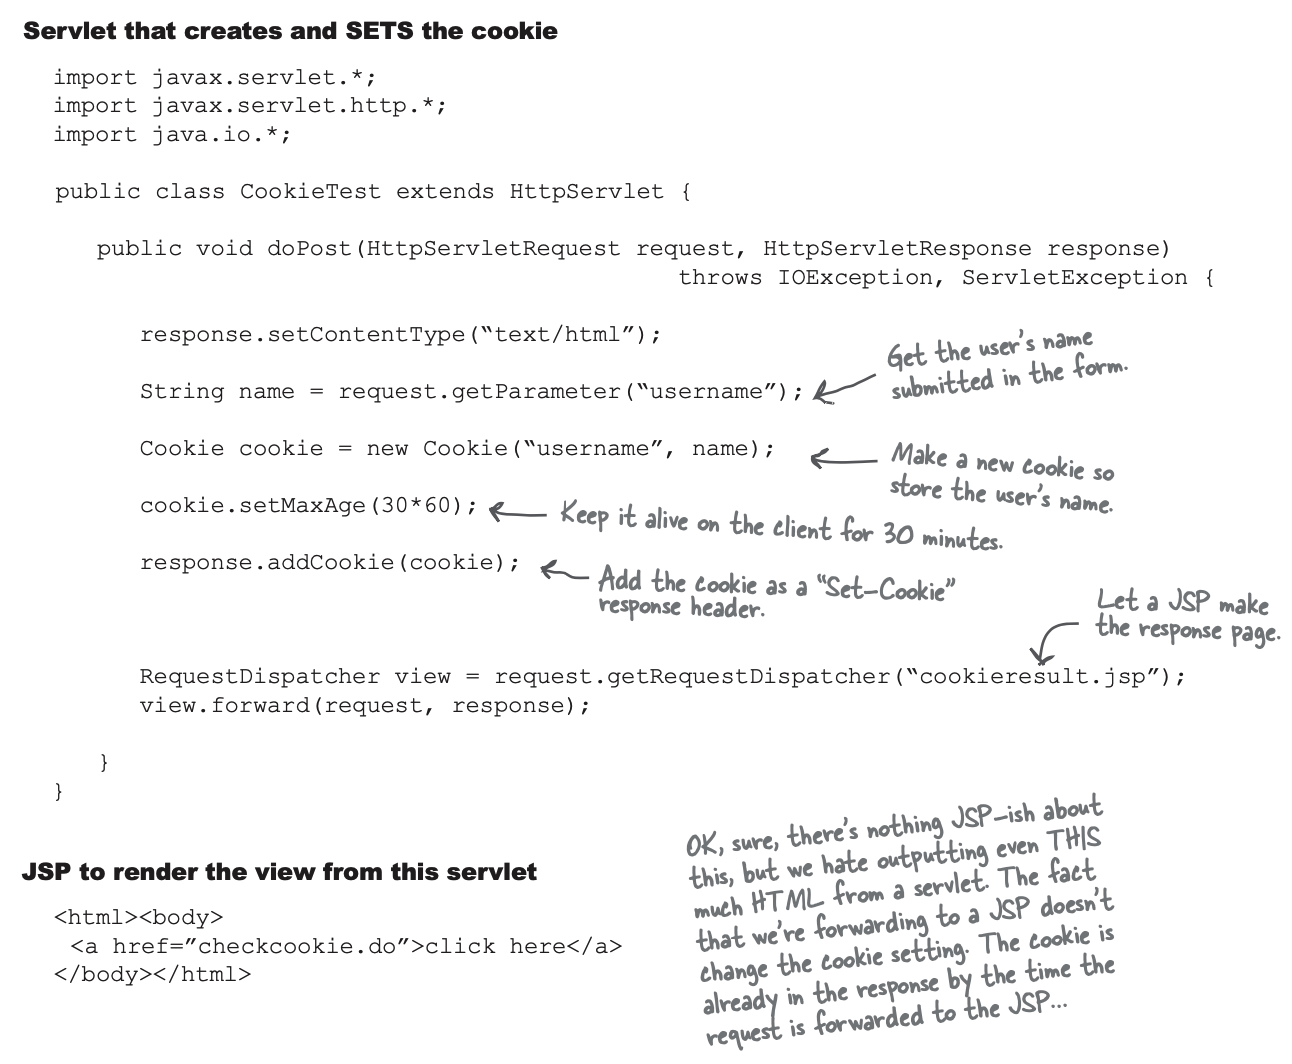 Servlet that creates and SETS the cookie
import javax.servlet.*;
import javax.servlet.http.*;
import java.io.*;
public class CookieTest extends HttpServlet {
public void doPost(HttpServletRequest request, HttpServletResponse response)
throws IOException, ServletException {
response.setContentType(“text/html”);
String name = request.getParameter(“username”);
Get the user's name
submitted in the form.
Cookie cookie = new Cookie(“username”, name);
Make a new cookie so
store the user's name.
cookie.setMaxAge(30*60);
Keep it alive on the client for 30 minutes.
response.addCookie(cookie);
Add the cookie as a “Set-Cookie”
response header.
Let a JSP make
the response page.
RequestDispatcher view = request.getRequestDispatcher(“cookieresult.jsp”);
view.forward(request, response);
}
}
JSP to render the view from this servlet
<html><body>
<a href=”checkcookie.do”>click here</a>
</body></html>
OK, sure, there's nothing JSP-ish about
this, but we hate outputting even THIS
much HTML from a servlet. The fact
that we're forwarding to a JSP doesn't
change the cookie setting. The cookie is
already in the response by the time the
request is forwarded to the JSP...